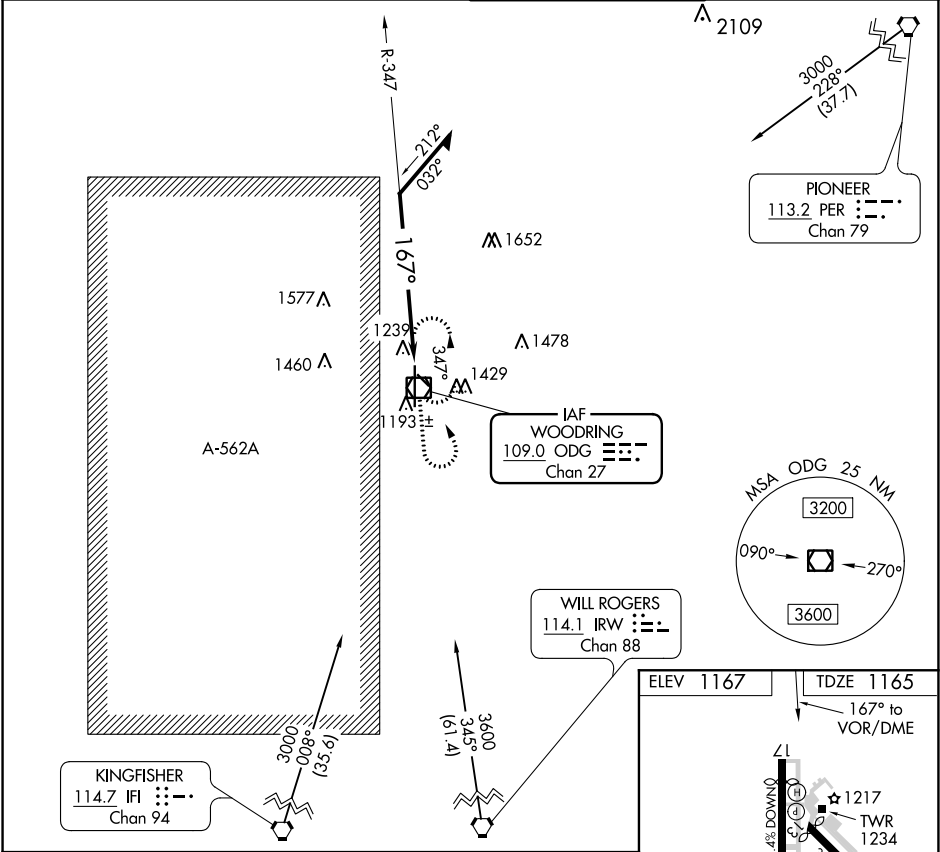 2109
R-347
3000
228°
(37.7)
212°
032°
PIONEER
113.2 PER
Chan 79
167°
1652
1577
1239
1478
1460
347°
1429
1193 ±
IAF
WOODRING
109.0 ODG
Chan 27
A-562A
MSA ODG 25 NM
3200
090°
270°
3600
WILL ROGERS
114.1 IRW
Chan 88
3000
008°
(35.6)
3600
345°
(61.4)
KINGFISHER
114.7 IFI
Chan 94
ELEV 1167
TDZE 1165
167° to
VOR/DME
17
H
P
13
1217
TWR
1234
.4% DOWN